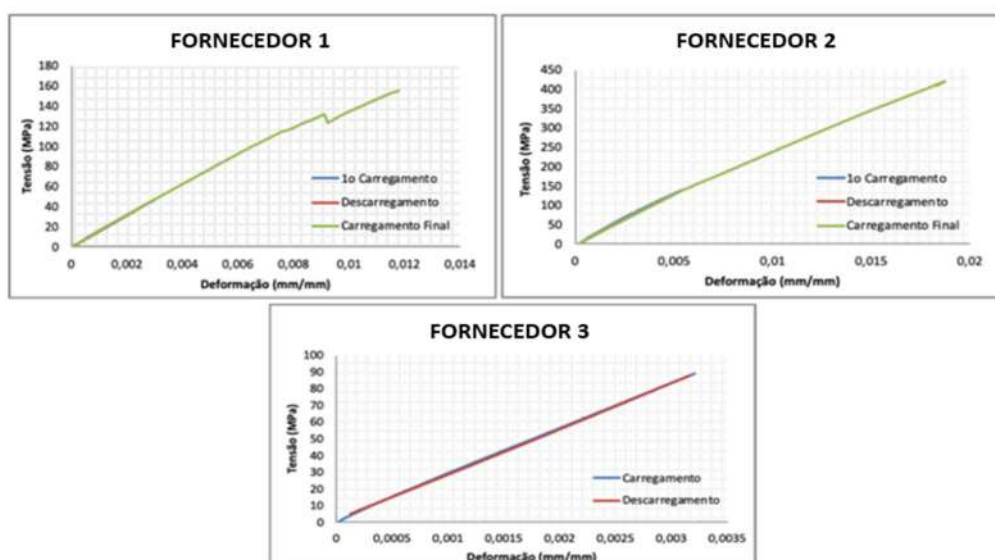 FORNECEDOR 1
Tensão (MPa)
180
160
140
120
100
80
60
40
20
0
1o Carregamento
Descarregamento
Carregamento Final
0 0,002 0,004 0,006 0,008 0,01 0,012 0,014
Deformação (mm/mm)
FORNECEDOR 2
Tensão (MPa)
450
400
350
300
250
200
150
100
50
0
1o Carregamento
Descarregamento
Carregamento Final
0 0,005 0,01 0,015 0,02
Deformação (mm/mm)
FORNECEDOR 3
Tensão (MPa)
100
90
80
70
60
50
40
30
20
10
0
Carregamento
Descarregamento
0 0,0005 0,001 0,0015 0,002 0,0025 0,003 0,0035
Deformação (mm/mm)